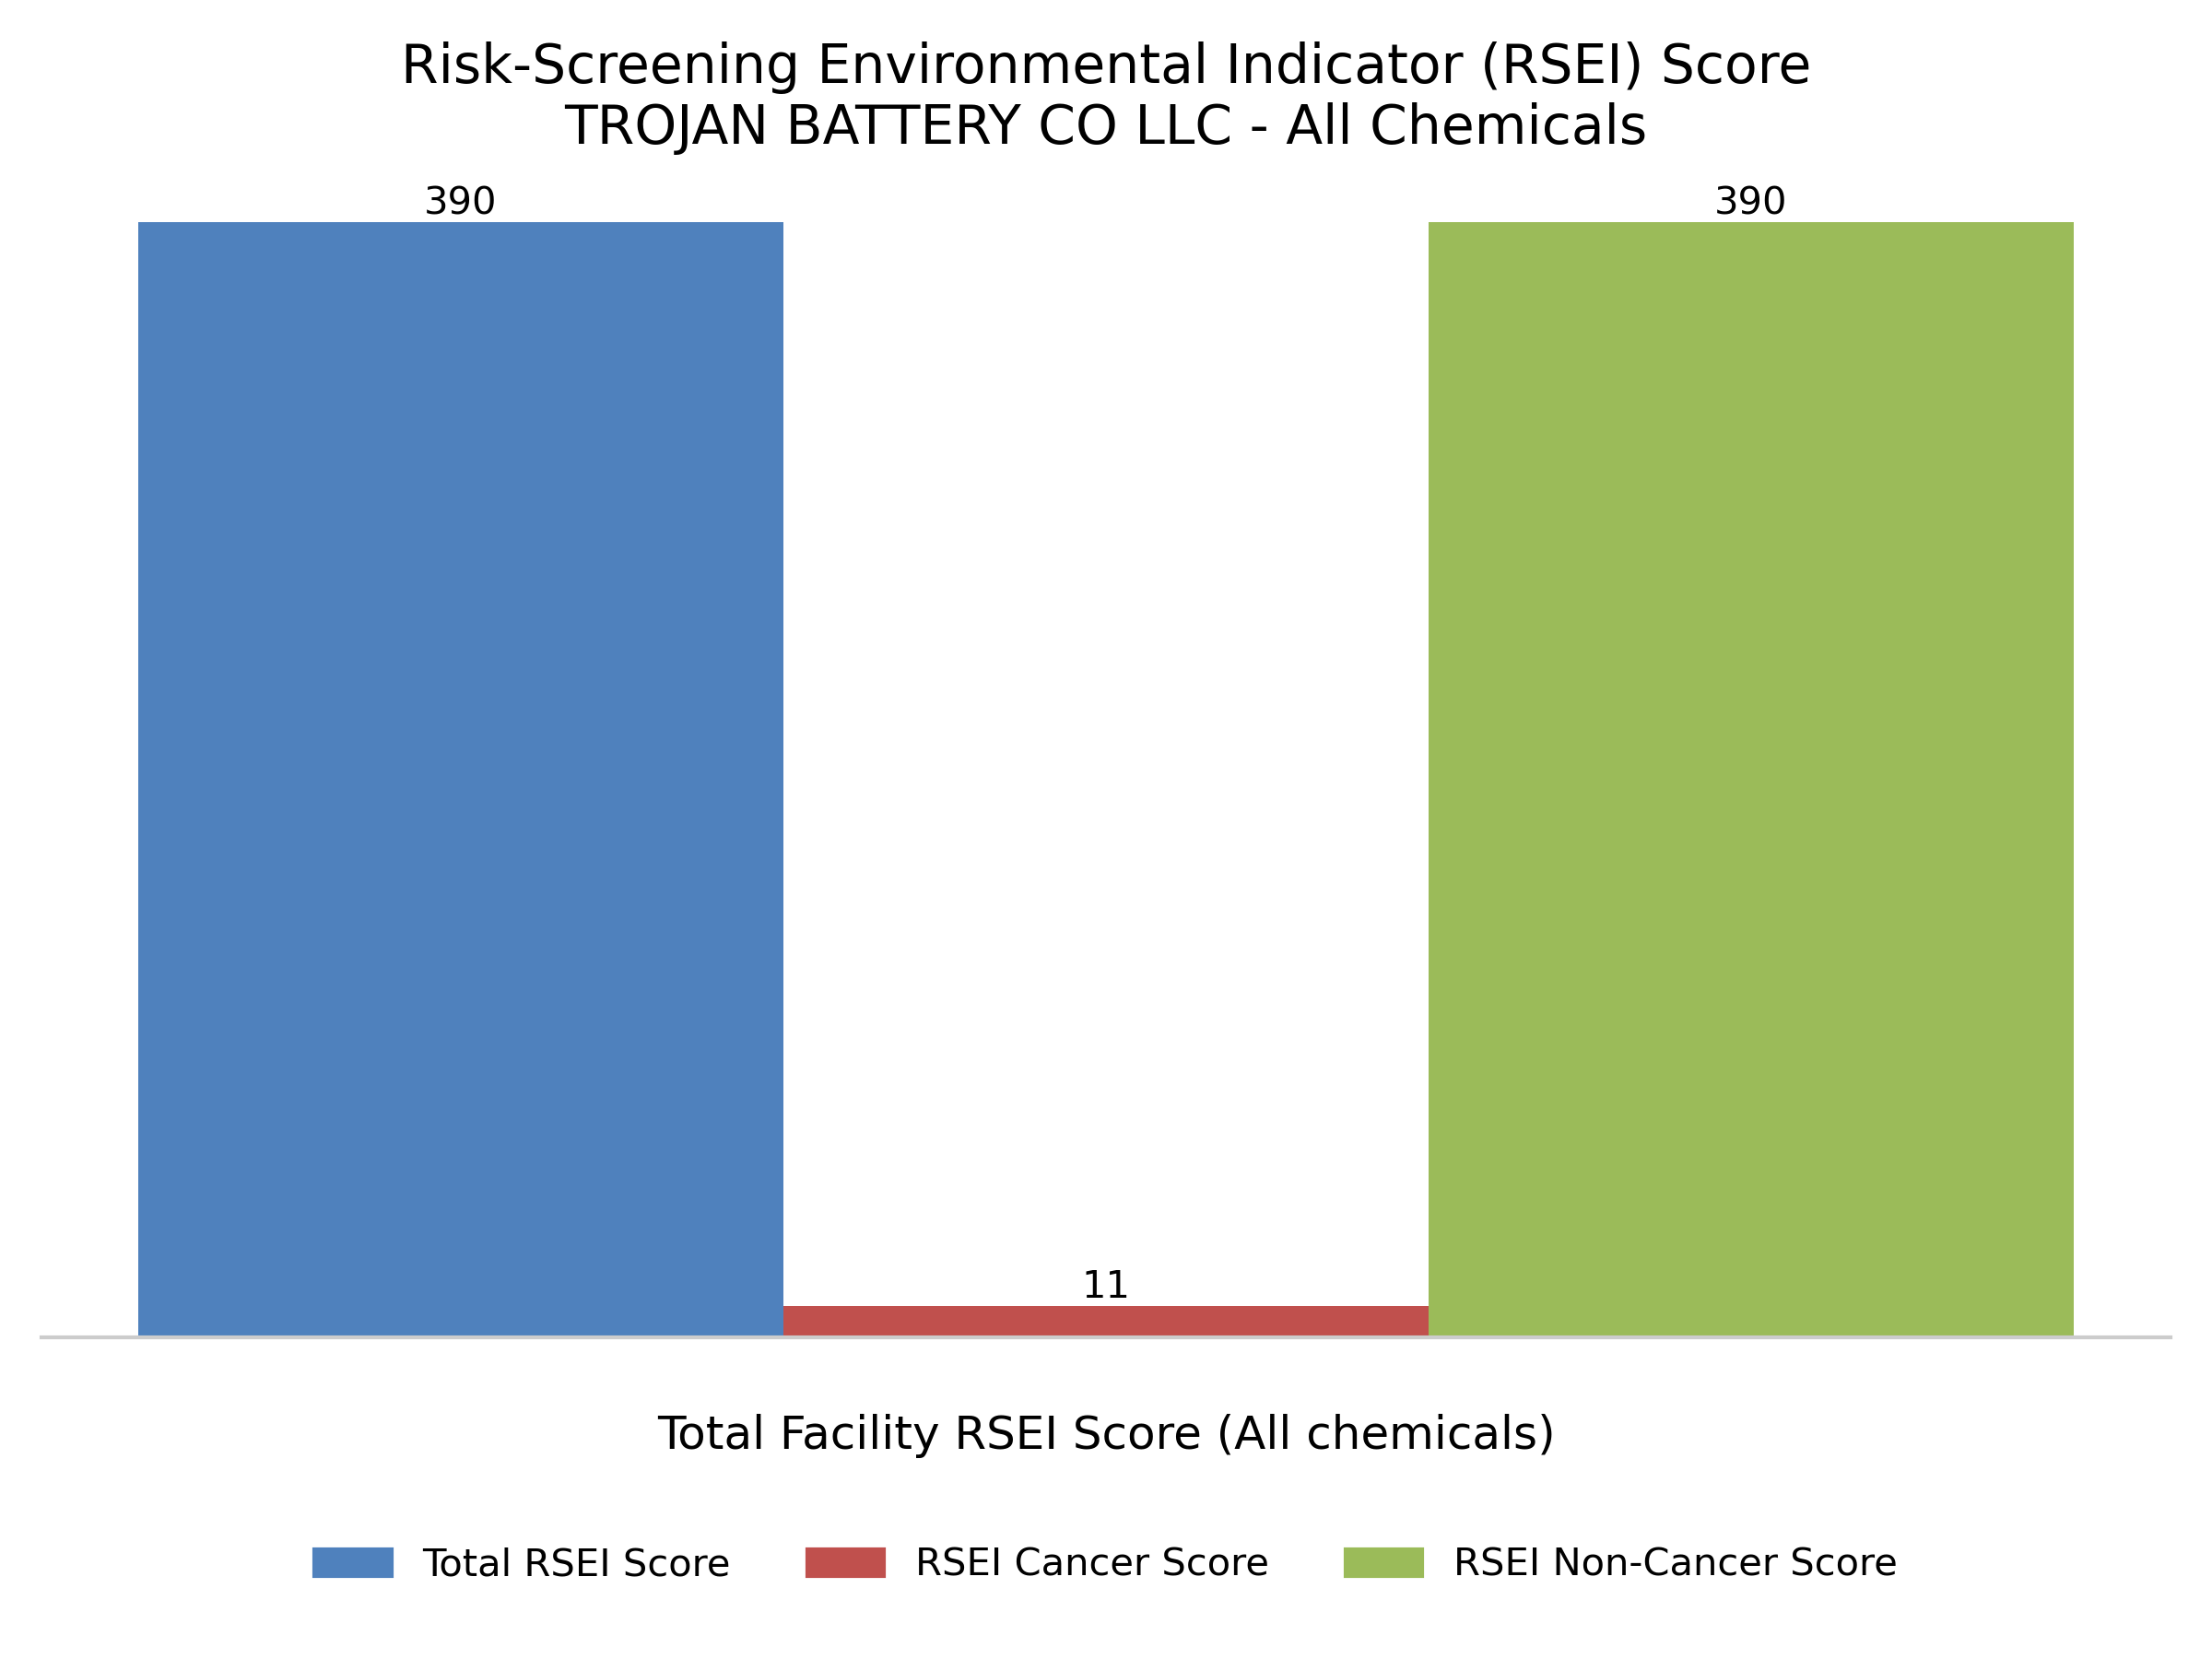 Risk-Screening Environmental Indicator (RSEI) Score
TROJAN BATTERY CO LLC - All Chemicals
390
390
11
Total Facility RSEI Score (All chemicals)
Total RSEI Score
RSEI Cancer Score
RSEI Non-Cancer Score